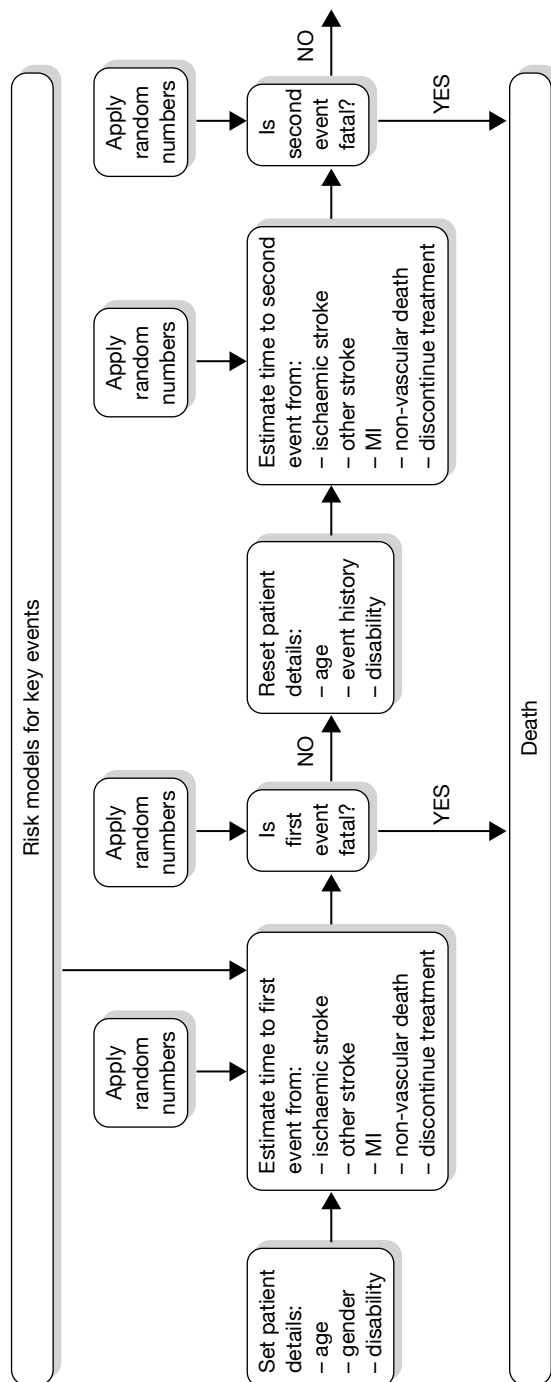 Risk models for key events
Set patient
details:
– age
– gender
– disability
Apply
random
numbers
Estimate time to first
event from:
– ischaemic stroke
– other stroke
– MI
– non-vascular death
– discontinue treatment
Apply
random
numbers
Is
first
event
fatal?
NO
YES
Reset patient
details:
– age
– event history
– disability
Apply
random
numbers
Estimate time to second
event from:
– ischaemic stroke
– other stroke
– MI
– non-vascular death
– discontinue treatment
Apply
random
numbers
Is
second
event
fatal?
NO
YES
Death